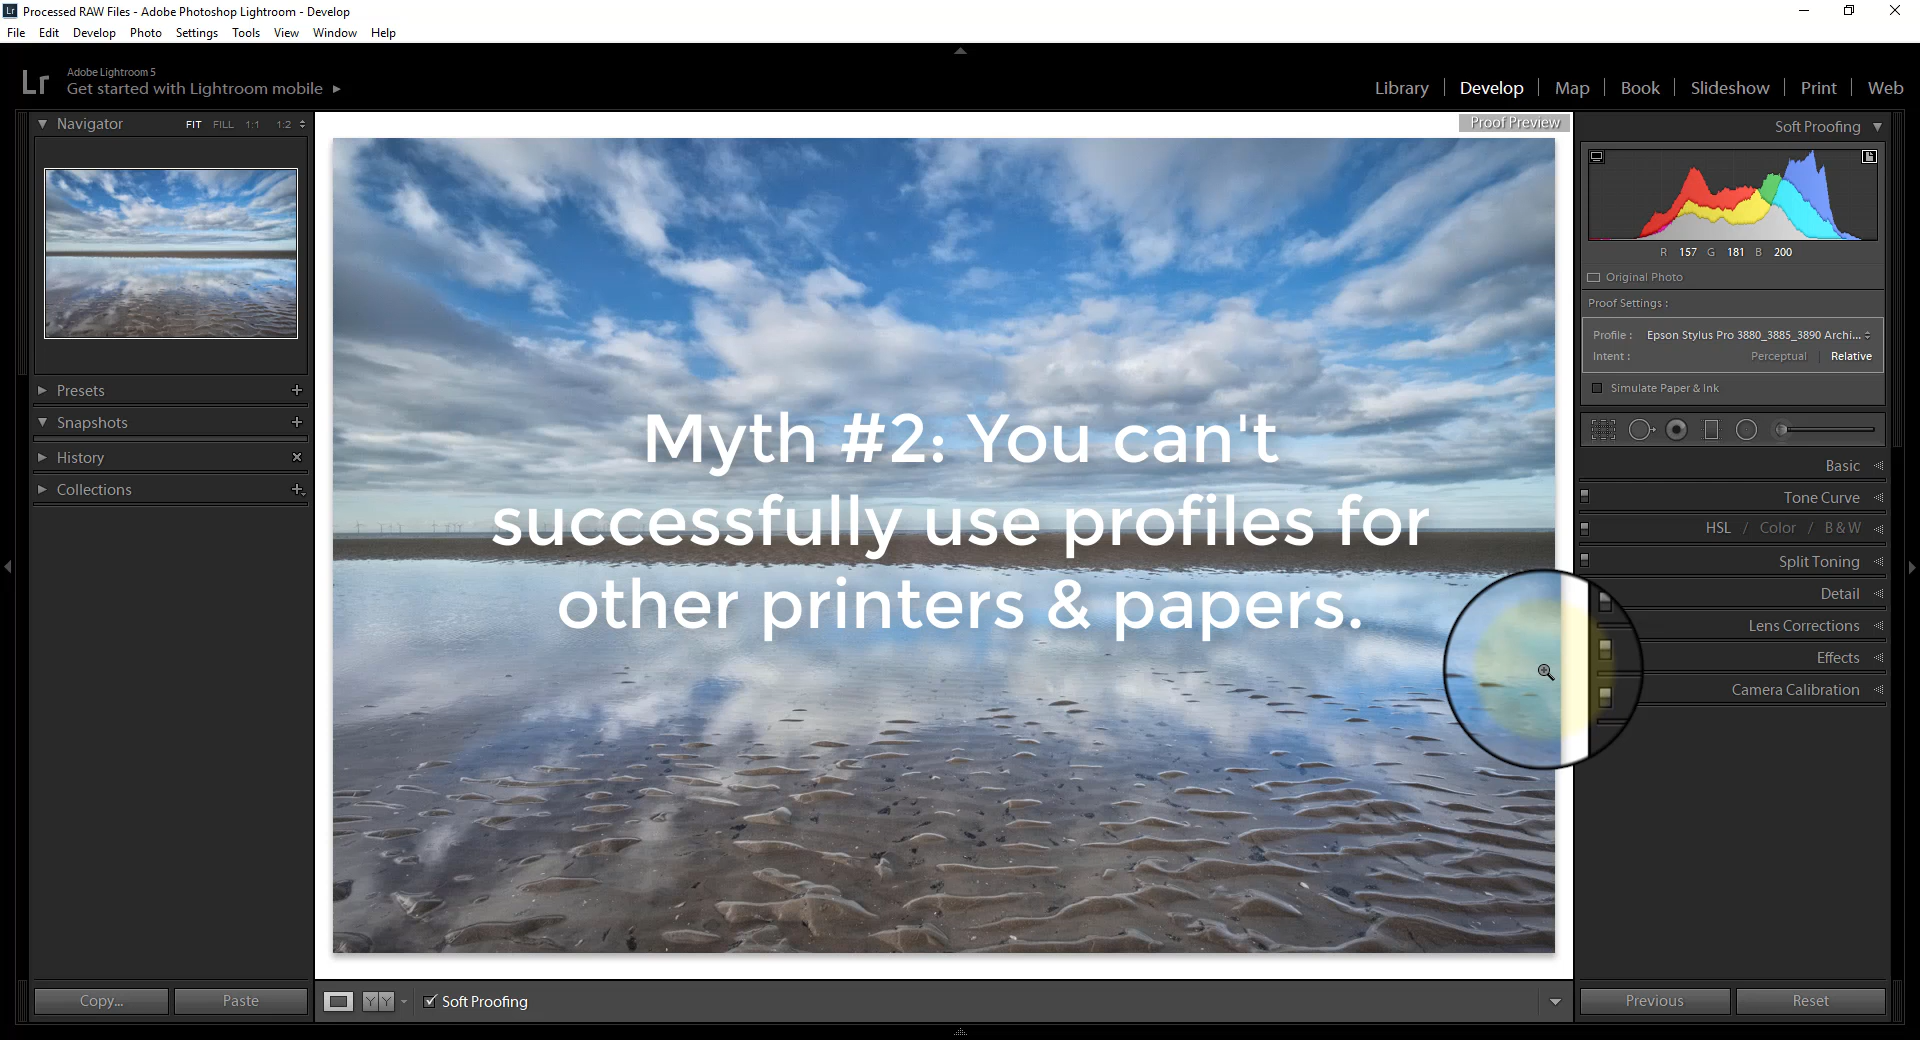 Processed RAW Files - Adobe Photoshop Lightroom - Develop
File Edit Develop Photo Settings Tools View Window Help
Lr
Adobe Lightroom 5
Get started with Lightroom mobile
Library Develop Map Book Slideshow Print Web
Navigator FIT FILL 1:1 1:2
Presets
Snapshots
History
Collections
Copy... Paste
Proof Preview
Myth #2: You can't
successfully use profiles for
other printers & papers.
Soft Proofing
Soft Proofing
R 157 G 181 B 200
Original Photo
Proof Settings :
Profile : Epson Stylus Pro 3880_3885_3890 Archi...
Intent : Perceptual Relative
Simulate Paper & Ink
Basic
Tone Curve
HSL / Color / B & W
Split Toning
Detail
Lens Corrections
Effects
Camera Calibration
Previous Reset